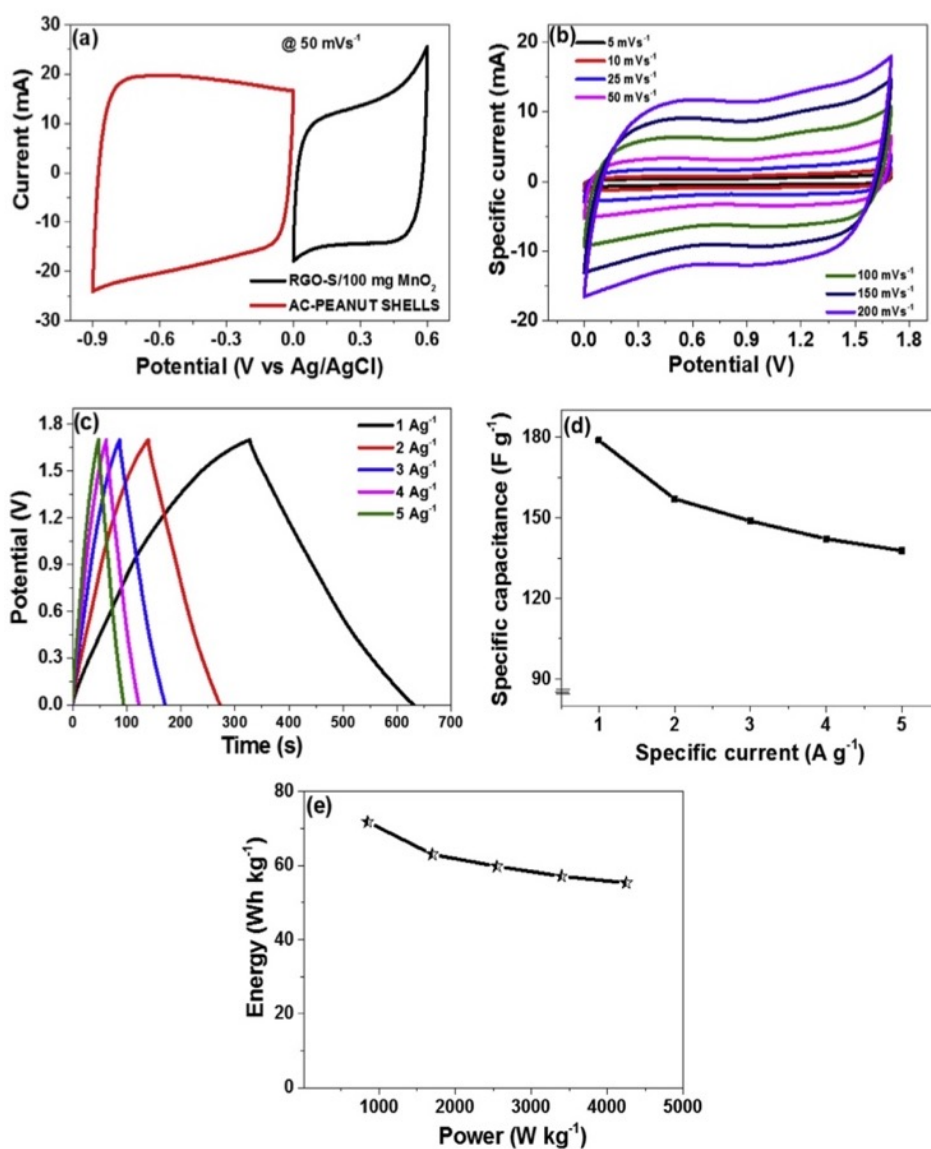 (a)
@ 50 mVs⁻¹
Current (mA)
30
20
10
0
-10
-20
-30
RGO-S/100 mg MnO₂
AC-PEANUT SHELLS
-0.9 -0.6 -0.3 0.0 0.3 0.6
Potential (V vs Ag/AgCl)
(b)
5 mVs⁻¹
10 mVs⁻¹
25 mVs⁻¹
50 mVs⁻¹
Specific current (mA)
20
10
0
-10
-20
100 mVs⁻¹
150 mVs⁻¹
200 mVs⁻¹
0.0 0.3 0.6 0.9 1.2 1.5 1.8
Potential (V)
(c)
1 Ag⁻¹
2 Ag⁻¹
3 Ag⁻¹
4 Ag⁻¹
5 Ag⁻¹
Potential (V)
1.8
1.5
1.2
0.9
0.6
0.3
0.0
0 100 200 300 400 500 600 700
Time (s)
(d)
Specific capacitance (F g⁻¹)
180
150
120
90
1 2 3 4 5
Specific current (A g⁻¹)
(e)
Energy (Wh kg⁻¹)
80
60
40
20
0
1000 2000 3000 4000 5000
Power (W kg⁻¹)